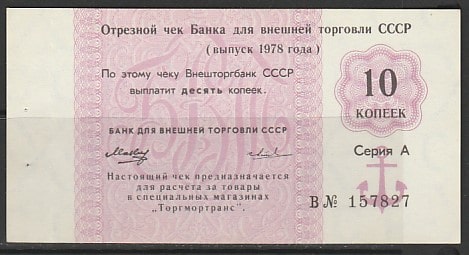 Отрезной чек Банка для внешней торговли СССР
(выпуск 1978 года)
По этому чеку Внешторгбанк СССР
выплатит десять копеек.
10
КОПЕЕК
БАНК ДЛЯ ВНЕШНЕЙ ТОРГОВЛИ СССР
Серия А
Настоящий чек предназначается
для расчета за товары
в специальных магазинах
"Торгмортранс".
В № 157827